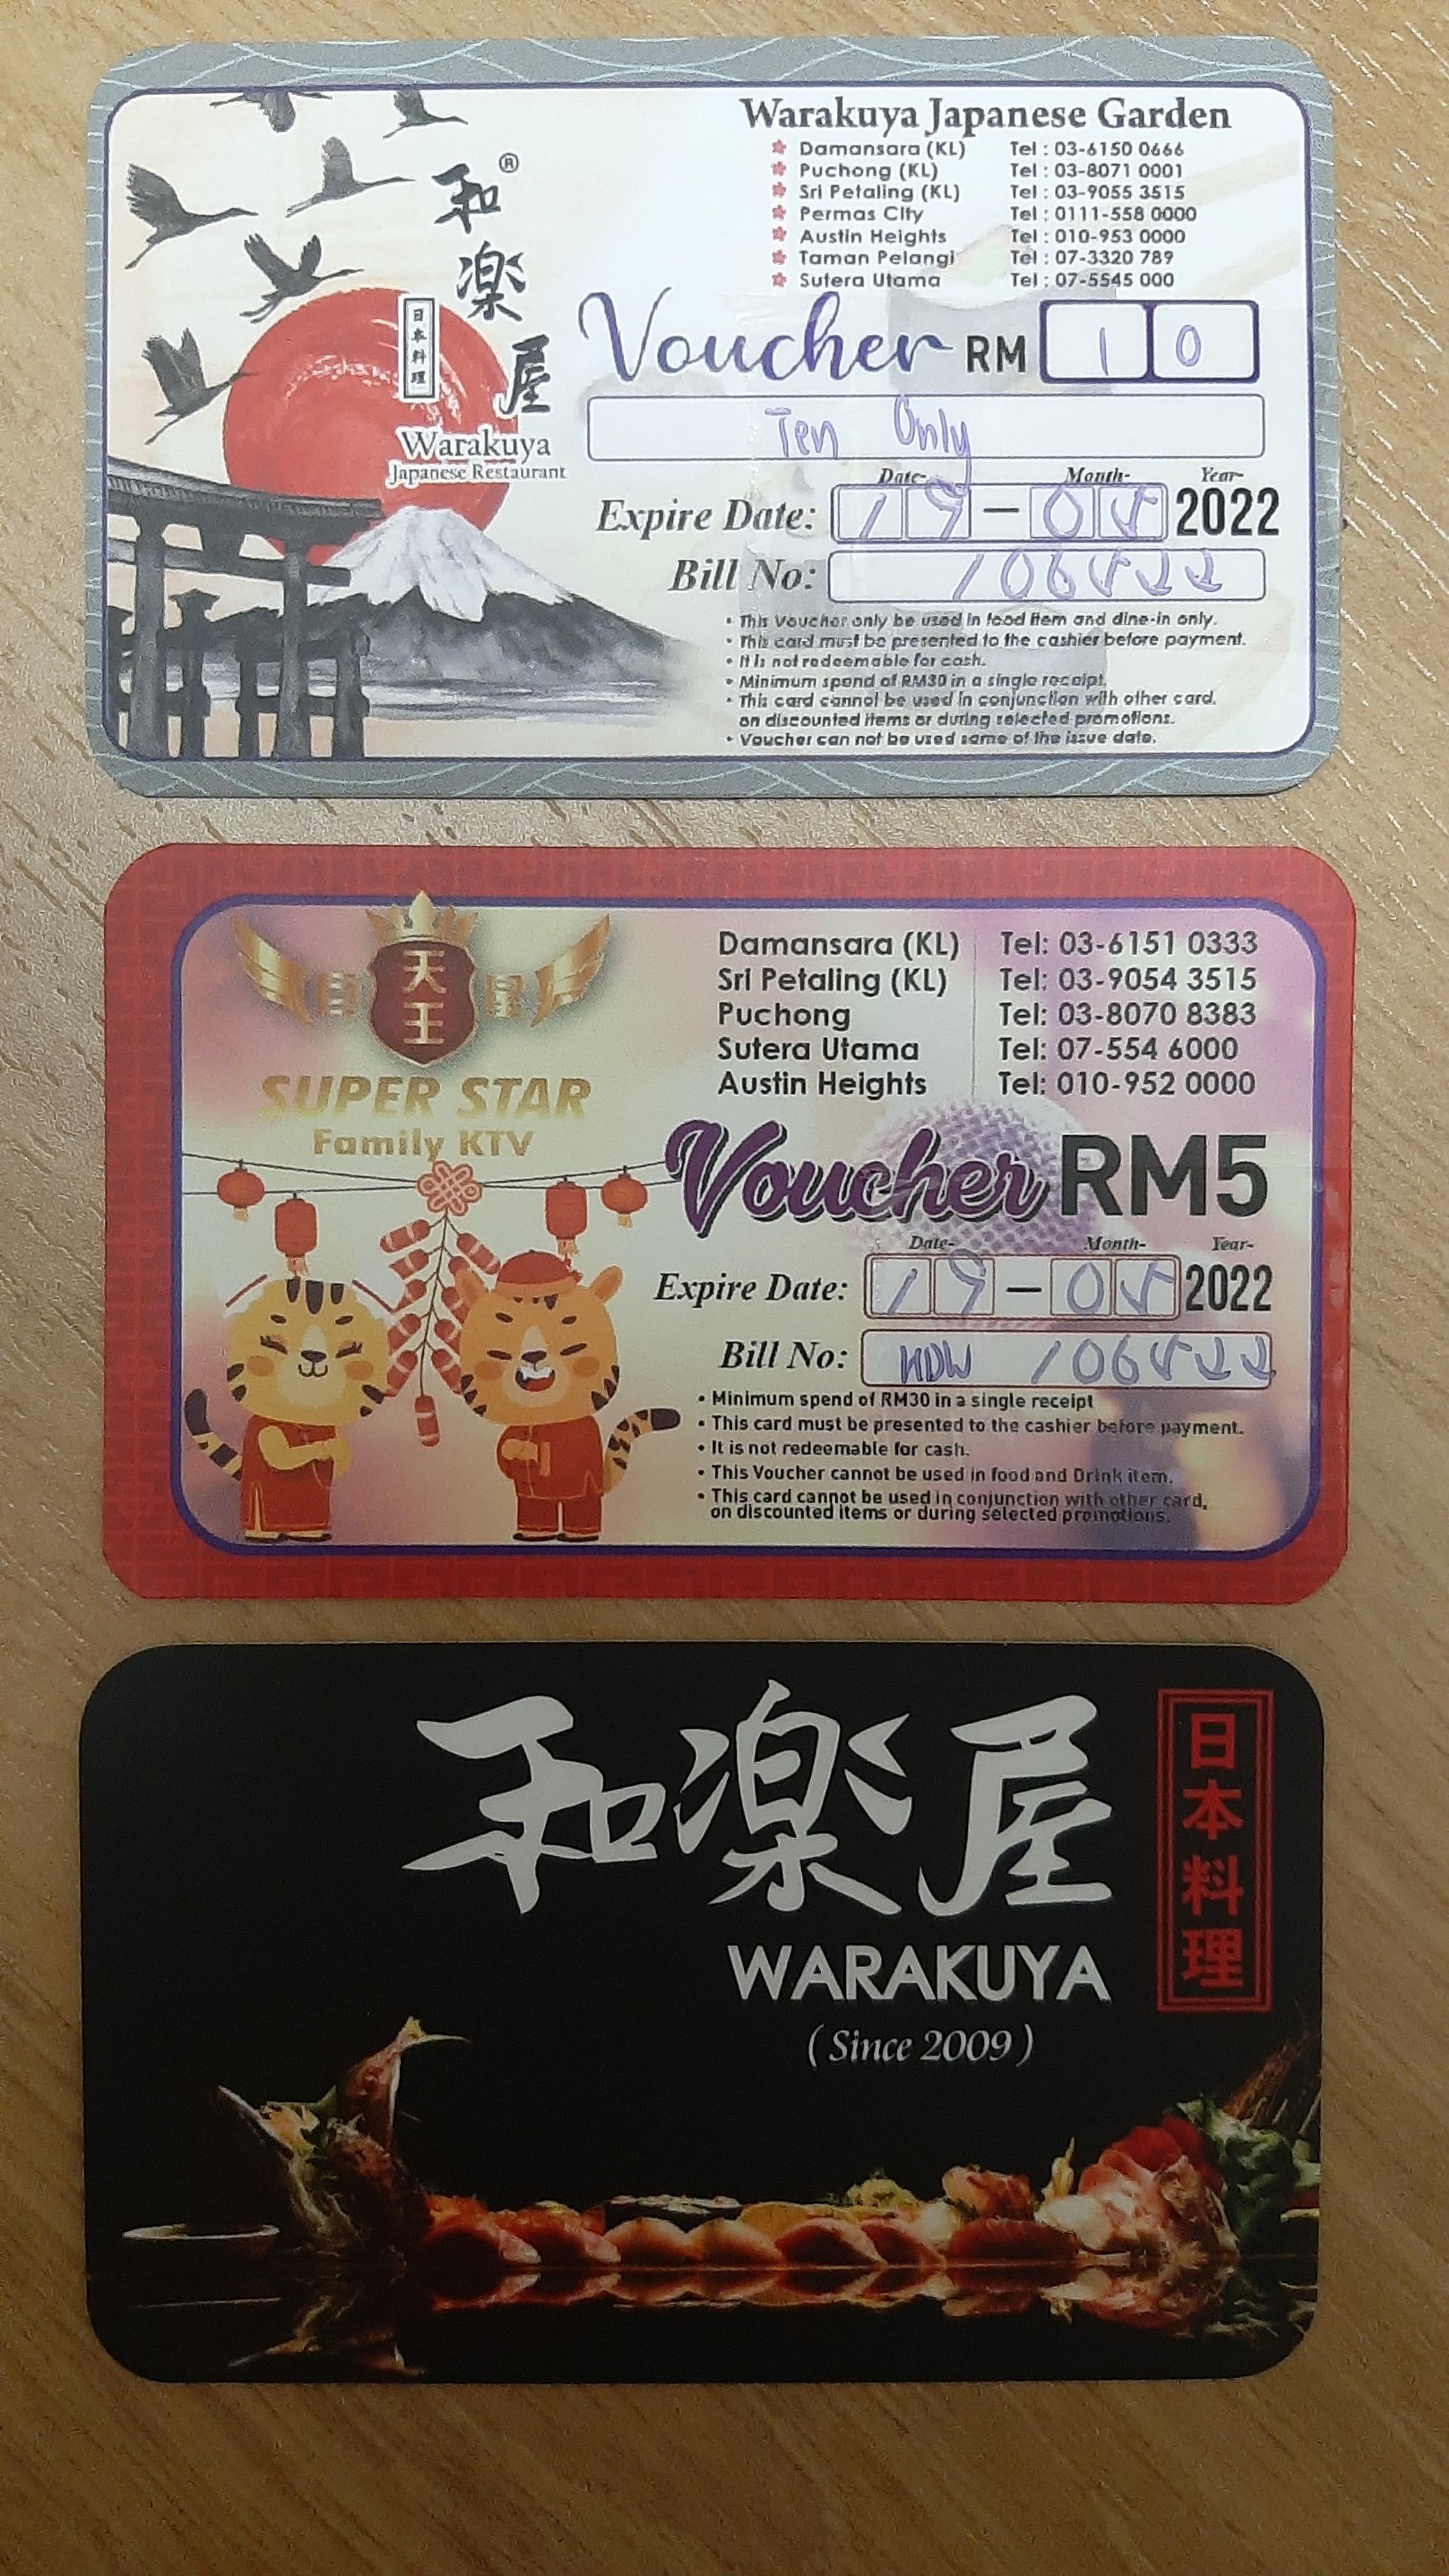 Warakuya Japanese Garden
Damansara (KL) Tel : 03-6150 0666
Puchong (KL) Tel : 03-8071 0001
Sri Petaling (KL) Tel : 03-9055 3515
Permas City Tel : 0111-558 0000
Austin Heights Tel : 010-953 0000
Taman Pelangi Tel : 07-3320 789
Sutera Utama Tel : 07-5545 000
和楽屋®
日本料理
Warakuya
Japanese Restaurant
Voucher RM 10
Ten Only
Date- Month- Year-
Expire Date: 19 - 05 2022
Bill No: 106522
• This Voucher only be used in food item and dine-in only.
• This card must be presented to the cashier before payment.
• It is not redeemable for cash.
• Minimum spend of RM30 in a single receipt.
• This card cannot be used in conjunction with other card.
on discounted items or during selected promotions.
• Voucher can not be used same of the issue date.
巨天王星
SUPER STAR
Family KTV
Damansara (KL) Tel: 03-6151 0333
Sri Petaling (KL) Tel: 03-9054 3515
Puchong Tel: 03-8070 8383
Sutera Utama Tel: 07-554 6000
Austin Heights Tel: 010-952 0000
Voucher RM5
Date- Month- Year-
Expire Date: 19 - 05 2022
Bill No: 106522
• Minimum spend of RM30 in a single receipt
• This card must be presented to the cashier before payment.
• It is not redeemable for cash.
• This Voucher cannot be used in food and Drink item.
• This card cannot be used in conjunction with other card,
on discounted items or during selected promotions.
和楽屋
日本料理
WARAKUYA
( Since 2009 )